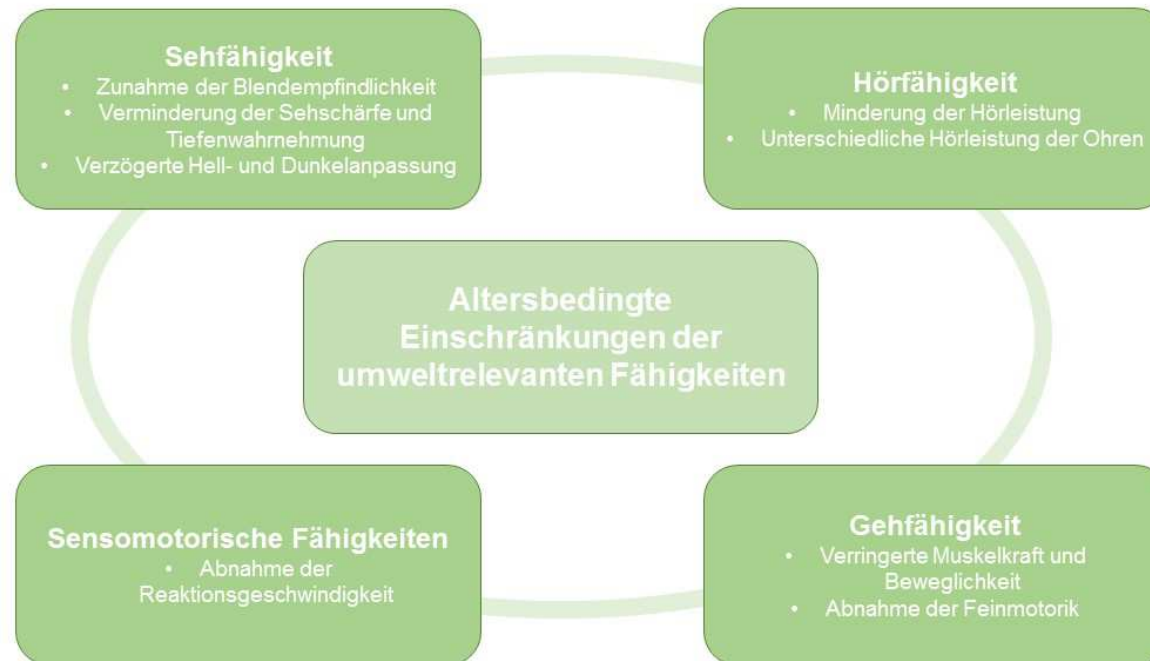 Sehfähigkeit
• Zunahme der Blendempfindlichkeit
• Verminderung der Sehschärfe und
Tiefenwahrnehmung
• Verzögerte Hell- und Dunkelanpassung
Hörfähigkeit
• Minderung der Hörleistung
• Unterschiedliche Hörleistung der Ohren
Altersbedingte
Einschränkungen der
umweltrelevanten Fähigkeiten
Sensomotorische Fähigkeiten
• Abnahme der
Reaktionsgeschwindigkeit
Gehfähigkeit
• Verringerte Muskelkraft und
Beweglichkeit
• Abnahme der Feinmotorik